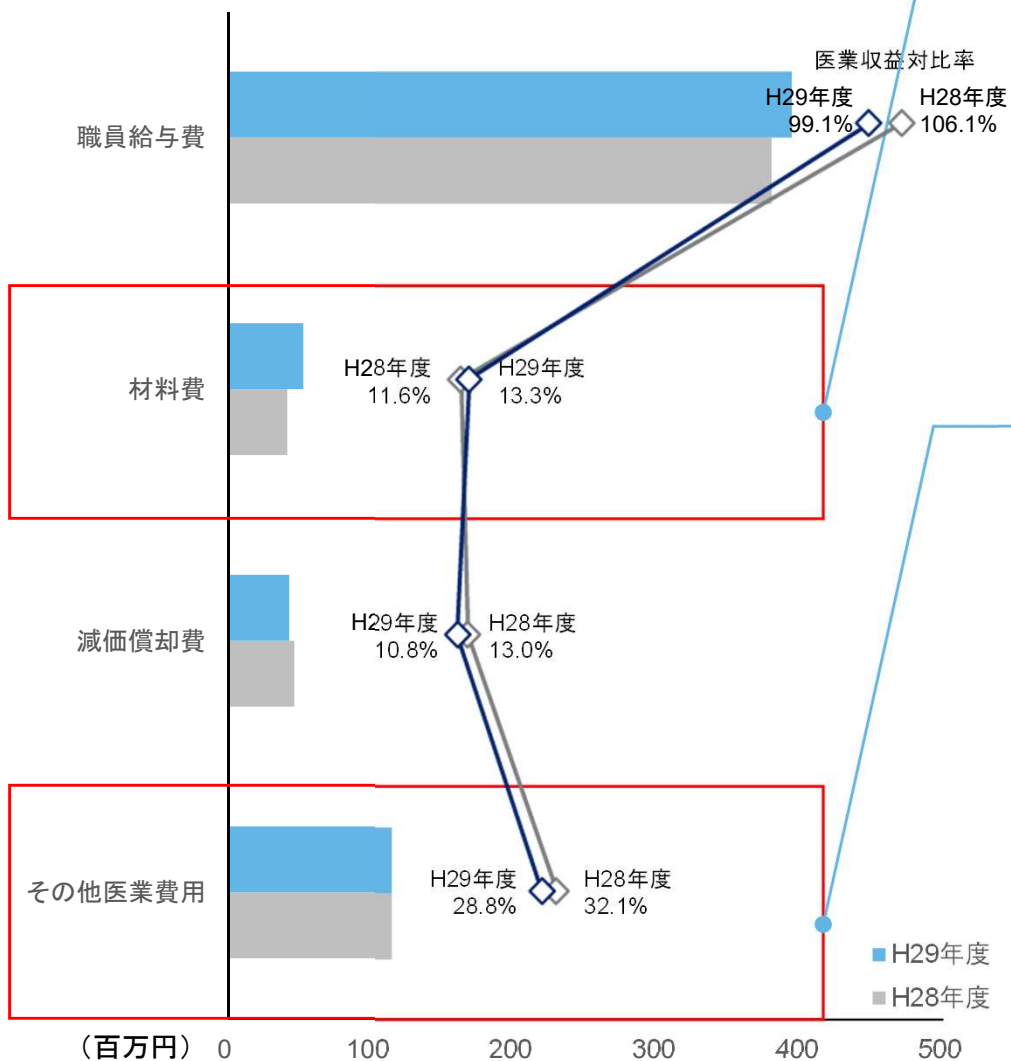 医業収益対比率
H29年度
99.1%
H28年度
106.1%
職員給与費
H28年度
11.6%
H29年度
13.3%
材料費
H29年度
10.8%
H28年度
13.0%
減価償却費
H29年度
28.8%
H28年度
32.1%
その他医業費用
H29年度
H28年度
（百万円） 0 100 200 300 400 500